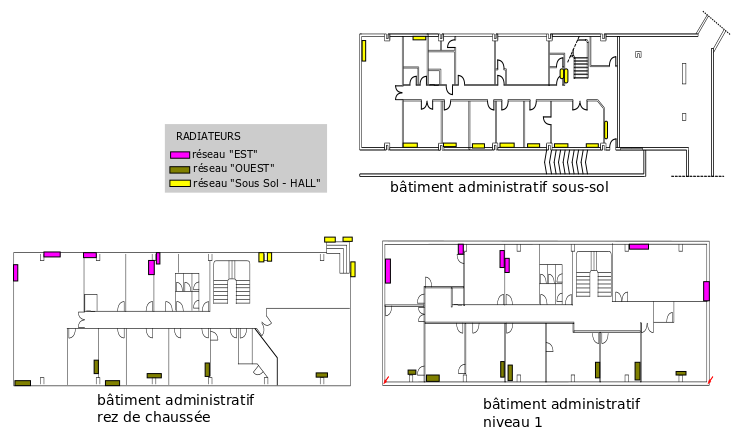 RADIATEURS
réseau "EST"
réseau "OUEST"
réseau "Sous Sol - HALL"
bâtiment administratif sous-sol
bâtiment administratif
rez de chaussée
bâtiment administratif
niveau 1